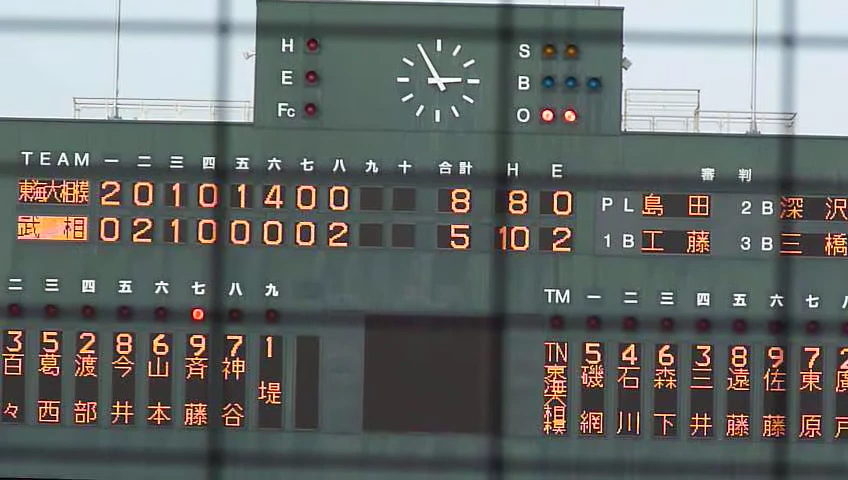 H S
E B
Fc O
TEAM 一 二 三 四 五 六 七 八 九 十 合計 H E 審判
東海大相模 2 0 1 0 1 4 0 0 8 8 0 PL 島田 2B 深沢
武相 0 2 1 0 0 0 0 2 5 10 2 1B 工藤 3B 三橋
二 三 四 五 六 七 八 九
3 5 2 8 6 9 7 1
百々 葛西 渡部 今井 山本 斉藤 神谷 堤
TM 一 二 三 四 五 六 七 八
TN 5 4 6 3 8 9 7 2
東海大相模 磯網 石川 森下 三井 遠藤 佐藤 東原